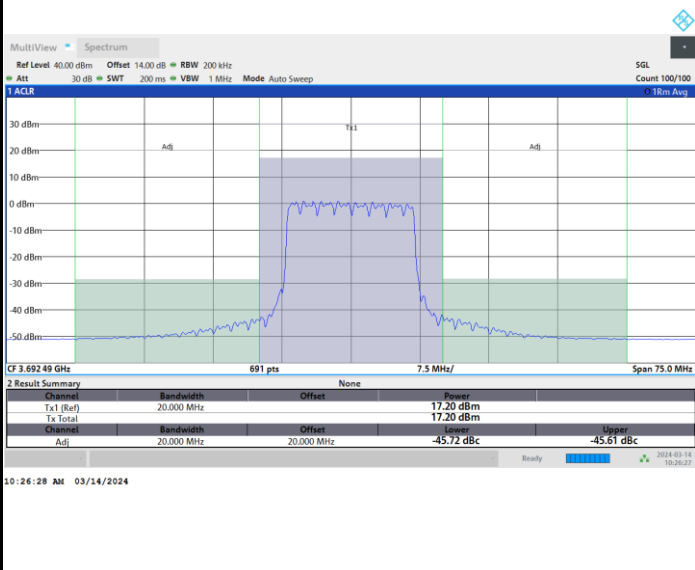 MultiView Spectrum
Ref Level 40.00 dBm Offset 14.00 dB RBW 200 kHz SGL
Att 30 dB SWT 200 ms VBW 1 MHz Mode Auto Sweep Count 100/100
1 ACLR 1Rm Avg
Tx1
Adj Adj
30 dBm
20 dBm
10 dBm
0 dBm
-10 dBm
-20 dBm
-30 dBm
-40 dBm
-50 dBm
CF 3.692 49 GHz 691 pts 7.5 MHz/ Span 75.0 MHz
2 Result Summary None
Channel Bandwidth Offset Power
Tx1 (Ref) 20.000 MHz 17.20 dBm
Tx Total 17.20 dBm
Channel Bandwidth Offset Lower Upper
Adj 20.000 MHz 20.000 MHz -45.72 dBc -45.61 dBc
Ready 2024-03-14
10:26:27
10:26:28 AM 03/14/2024